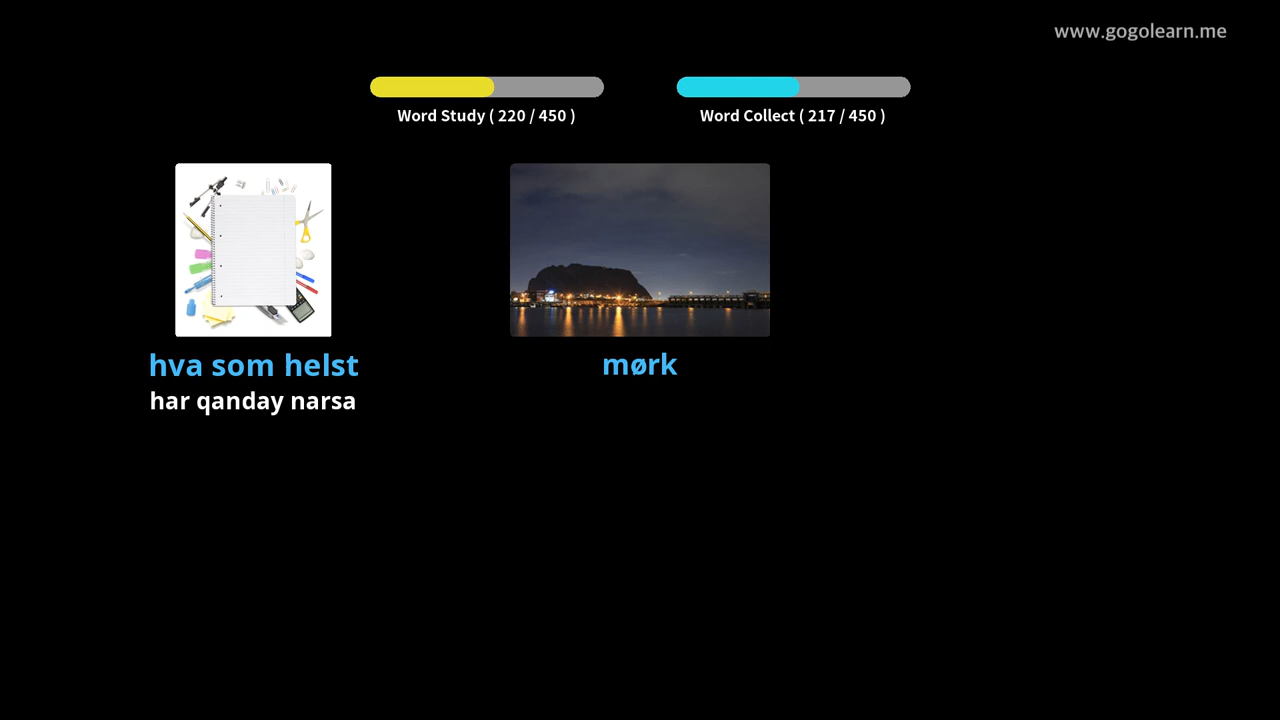 www.gogolearn.me
Word Study ( 220 / 450 )
Word Collect ( 217 / 450 )
hva som helst
har qanday narsa
mørk